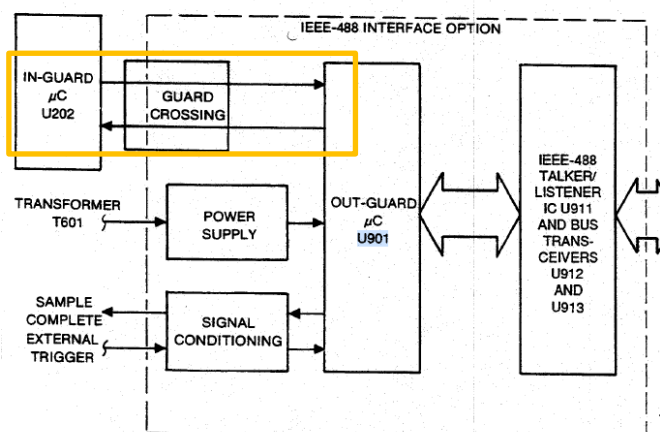 IEEE-488 INTERFACE OPTION
IN-GUARD
μC
U202
GUARD
CROSSING
TRANSFORMER
T601
POWER
SUPPLY
OUT-GUARD
μC
U901
SAMPLE
COMPLETE
EXTERNAL
TRIGGER
SIGNAL
CONDITIONING
IEEE-488
TALKER/
LISTENER
IC U911
AND BUS
TRANS-
CEIVERS
U912
AND
U913